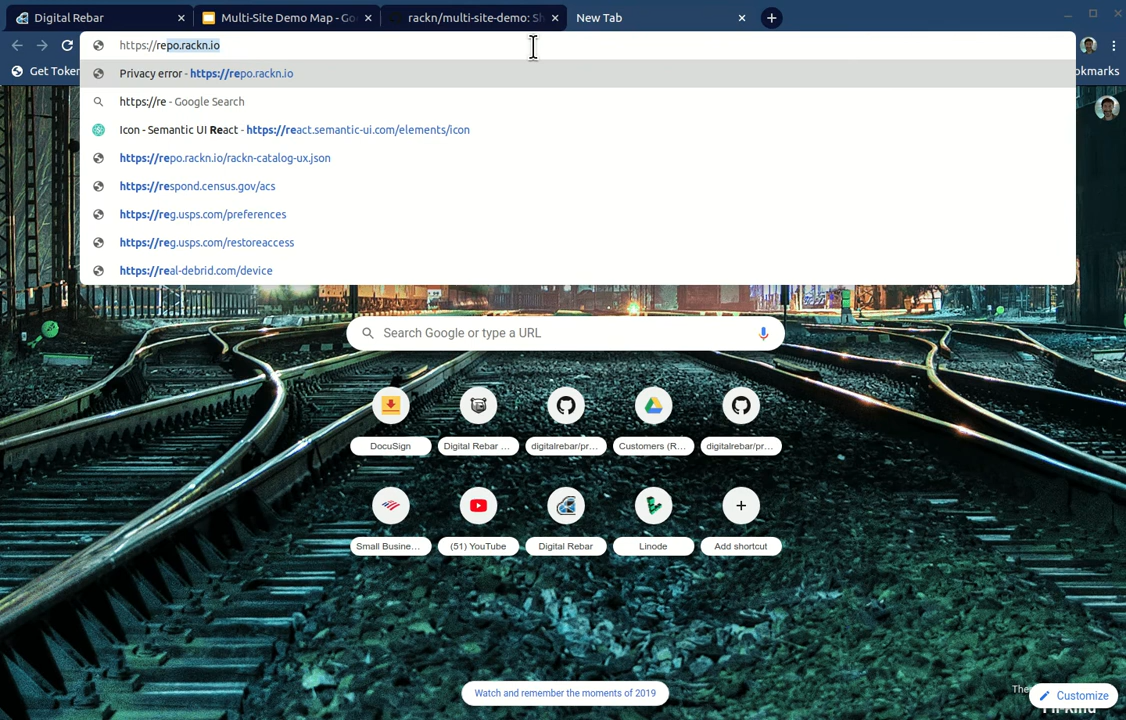 Digital Rebar
Multi-Site Demo Map - Go
rackn/multi-site-demo: Sh
New Tab
https://repo.rackn.io
Get Token
okmarks
Privacy error - https://repo.rackn.io
https://re - Google Search
Icon - Semantic UI React - https://react.semantic-ui.com/elements/icon
https://repo.rackn.io/rackn-catalog-ux.json
https://respond.census.gov/acs
https://reg.usps.com/preferences
https://reg.usps.com/restoreaccess
https://real-debrid.com/device
Search Google or type a URL
DocuSign
Digital Rebar ...
digitalrebar/pr...
Customers (R...
digitalrebar/pr...
Small Busine...
(51) YouTube
Digital Rebar
Linode
Add shortcut
Watch and remember the moments of 2019
Customize